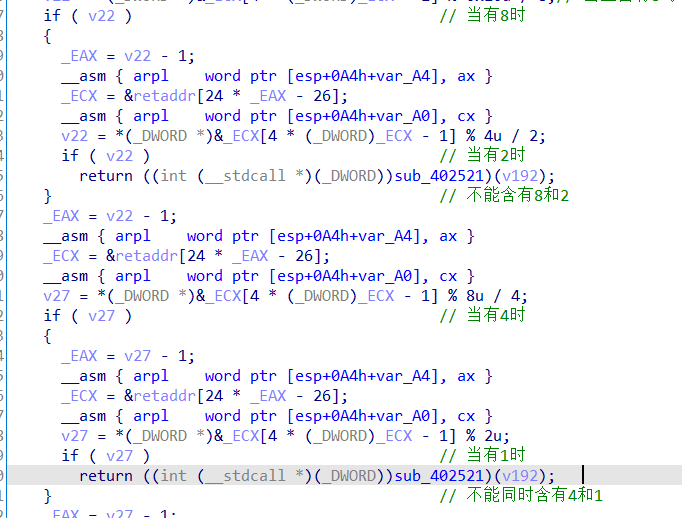 if ( v22 ) // 当有8时
{
_EAX = v22 - 1;
__asm { arpl word ptr [esp+0A4h+var_A4], ax }
_ECX = &retaddr[24 * _EAX - 26];
__asm { arpl word ptr [esp+0A4h+var_A0], cx }
v22 = *(_DWORD *)&_ECX[4 * (_DWORD)_ECX - 1] % 4u / 2;
if ( v22 ) // 当有2时
return ((int (__stdcall *)(_DWORD))sub_402521)(v192);
} // 不能含有8和2
_EAX = v22 - 1;
__asm { arpl word ptr [esp+0A4h+var_A4], ax }
_ECX = &retaddr[24 * _EAX - 26];
__asm { arpl word ptr [esp+0A4h+var_A0], cx }
v27 = *(_DWORD *)&_ECX[4 * (_DWORD)_ECX - 1] % 8u / 4;
if ( v27 ) // 当有4时
{
_EAX = v27 - 1;
__asm { arpl word ptr [esp+0A4h+var_A4], ax }
_ECX = &retaddr[24 * _EAX - 26];
__asm { arpl word ptr [esp+0A4h+var_A0], cx }
v27 = *(_DWORD *)&_ECX[4 * (_DWORD)_ECX - 1] % 2u;
if ( v27 ) // 当有1时
return ((int (__stdcall *)(_DWORD))sub_402521)(v192);
} // 不能同时含有4和1
_EAX = v27 - 1;